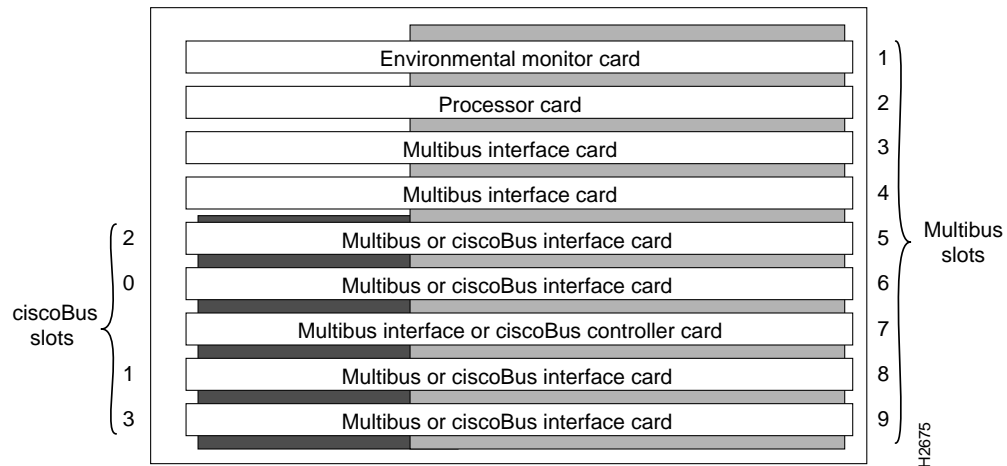 Environmental monitor card 1
Processor card 2
Multibus interface card 3
Multibus interface card 4
2 Multibus or ciscoBus interface card 5
0 Multibus or ciscoBus interface card 6
Multibus interface or ciscoBus controller card 7
1 Multibus or ciscoBus interface card 8
3 Multibus or ciscoBus interface card 9
ciscoBus
slots
Multibus
slots
H2675